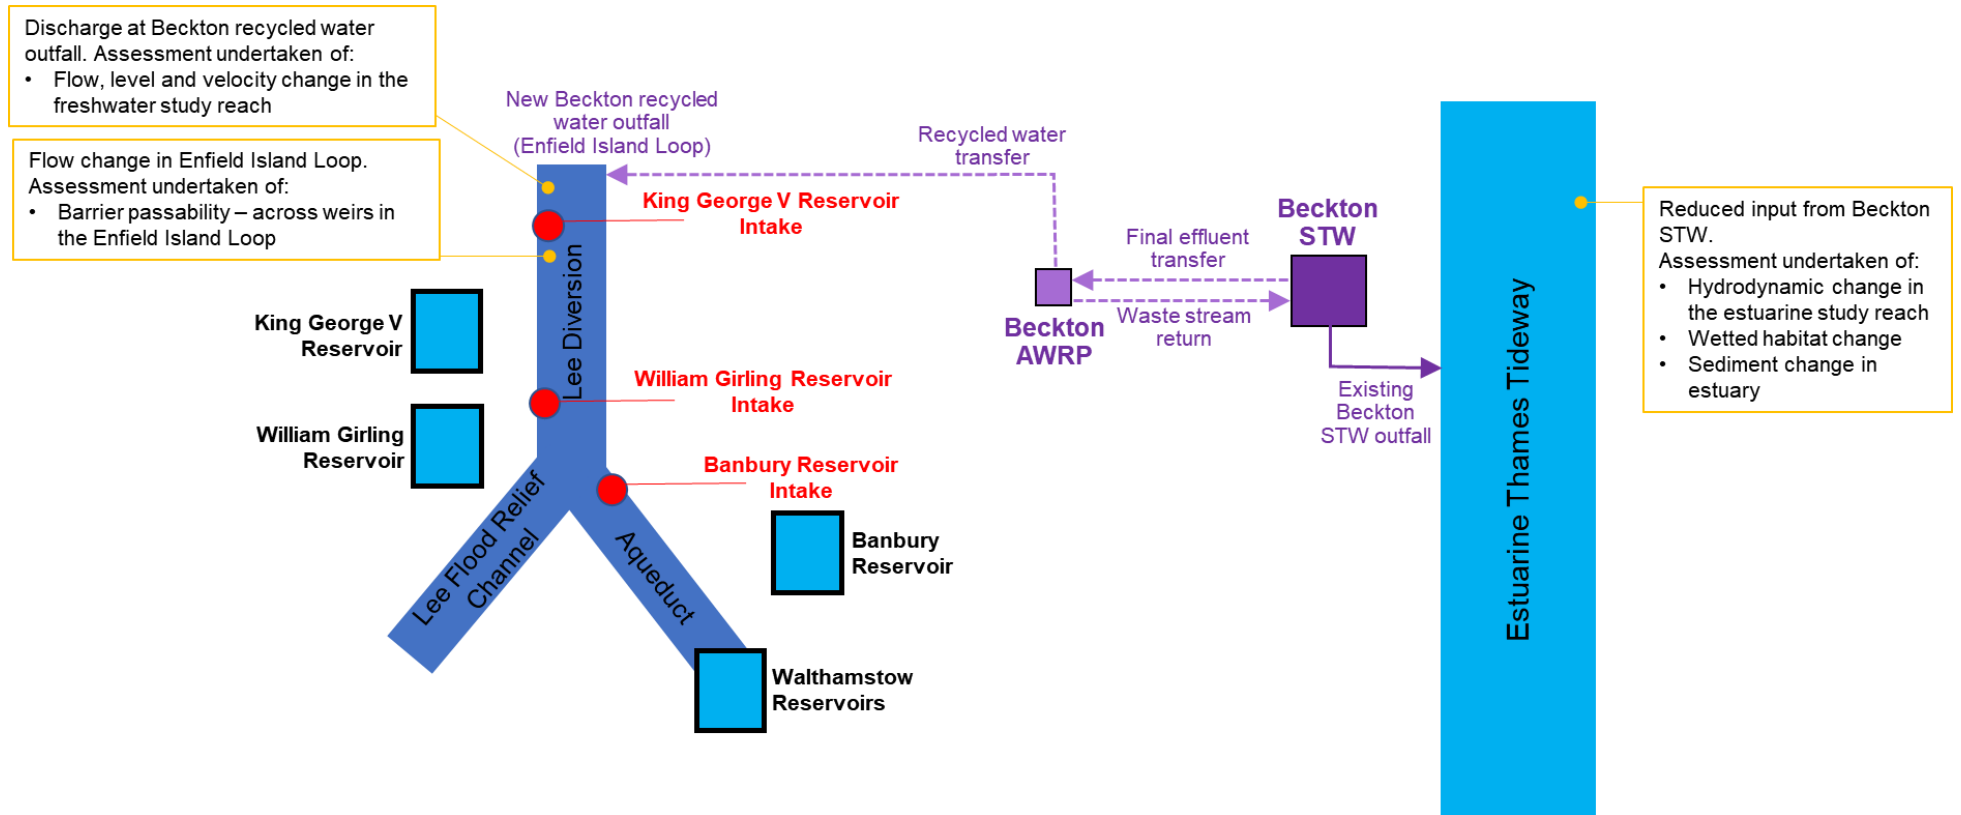 Discharge at Beckton recycled water
outfall. Assessment undertaken of:
• Flow, level and velocity change in the
freshwater study reach
Flow change in Enfield Island Loop.
Assessment undertaken of:
• Barrier passability – across weirs in
the Enfield Island Loop
New Beckton recycled
water outfall
(Enfield Island Loop)
Recycled water
transfer
King George V Reservoir
Intake
Lee Diversion
King George V
Reservoir
William Girling Reservoir
Intake
William Girling
Reservoir
Banbury Reservoir
Intake
Lee Flood Relief
Channel
Aqueduct
Banbury
Reservoir
Walthamstow
Reservoirs
Beckton
STW
Final effluent
transfer
Waste stream
return
Beckton
AWRP
Existing
Beckton
STW outfall
Estuarine Thames Tideway
Reduced input from Beckton
STW.
Assessment undertaken of:
• Hydrodynamic change in
the estuarine study reach
• Wetted habitat change
• Sediment change in
estuary